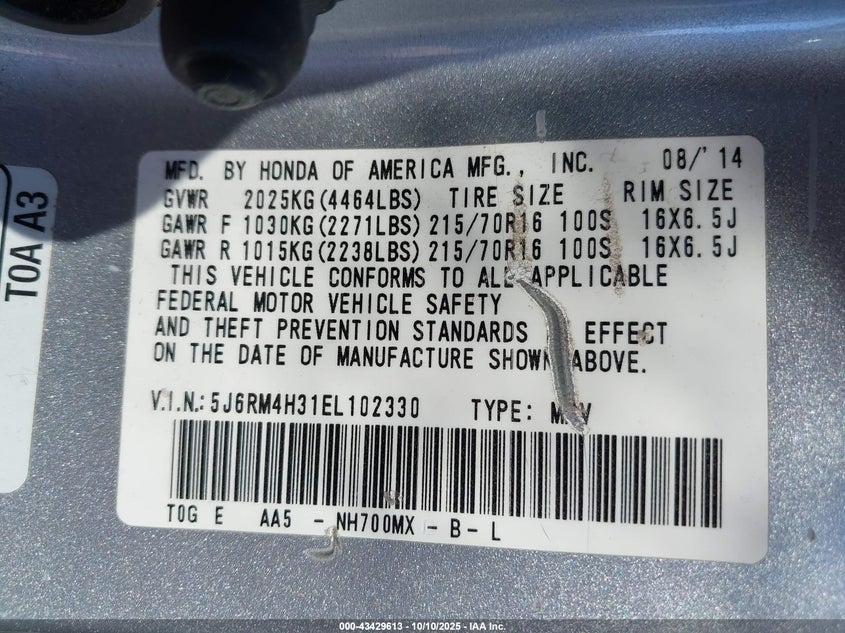 MFD. BY HONDA OF AMERICA MFG., INC. 08/'14
GVWR 2025KG(4464LBS) TIRE SIZE RIM SIZE
GAWR F 1030KG(2271LBS) 215/70R16 100S 16X6.5J
GAWR R 1015KG(2238LBS) 215/70R16 100S 16X6.5J
THIS VEHICLE CONFORMS TO ALL APPLICABLE
FEDERAL MOTOR VEHICLE SAFETY
AND THEFT PREVENTION STANDARDS EFFECT
ON THE DATE OF MANUFACTURE SHOWN ABOVE.
V.I.N.: 5J6RM4H31EL102330 TYPE:
TOG E AA5 - NH700MX - B - L
TOA A3
000-43429613 - 10/10/2025 - IAA Inc.